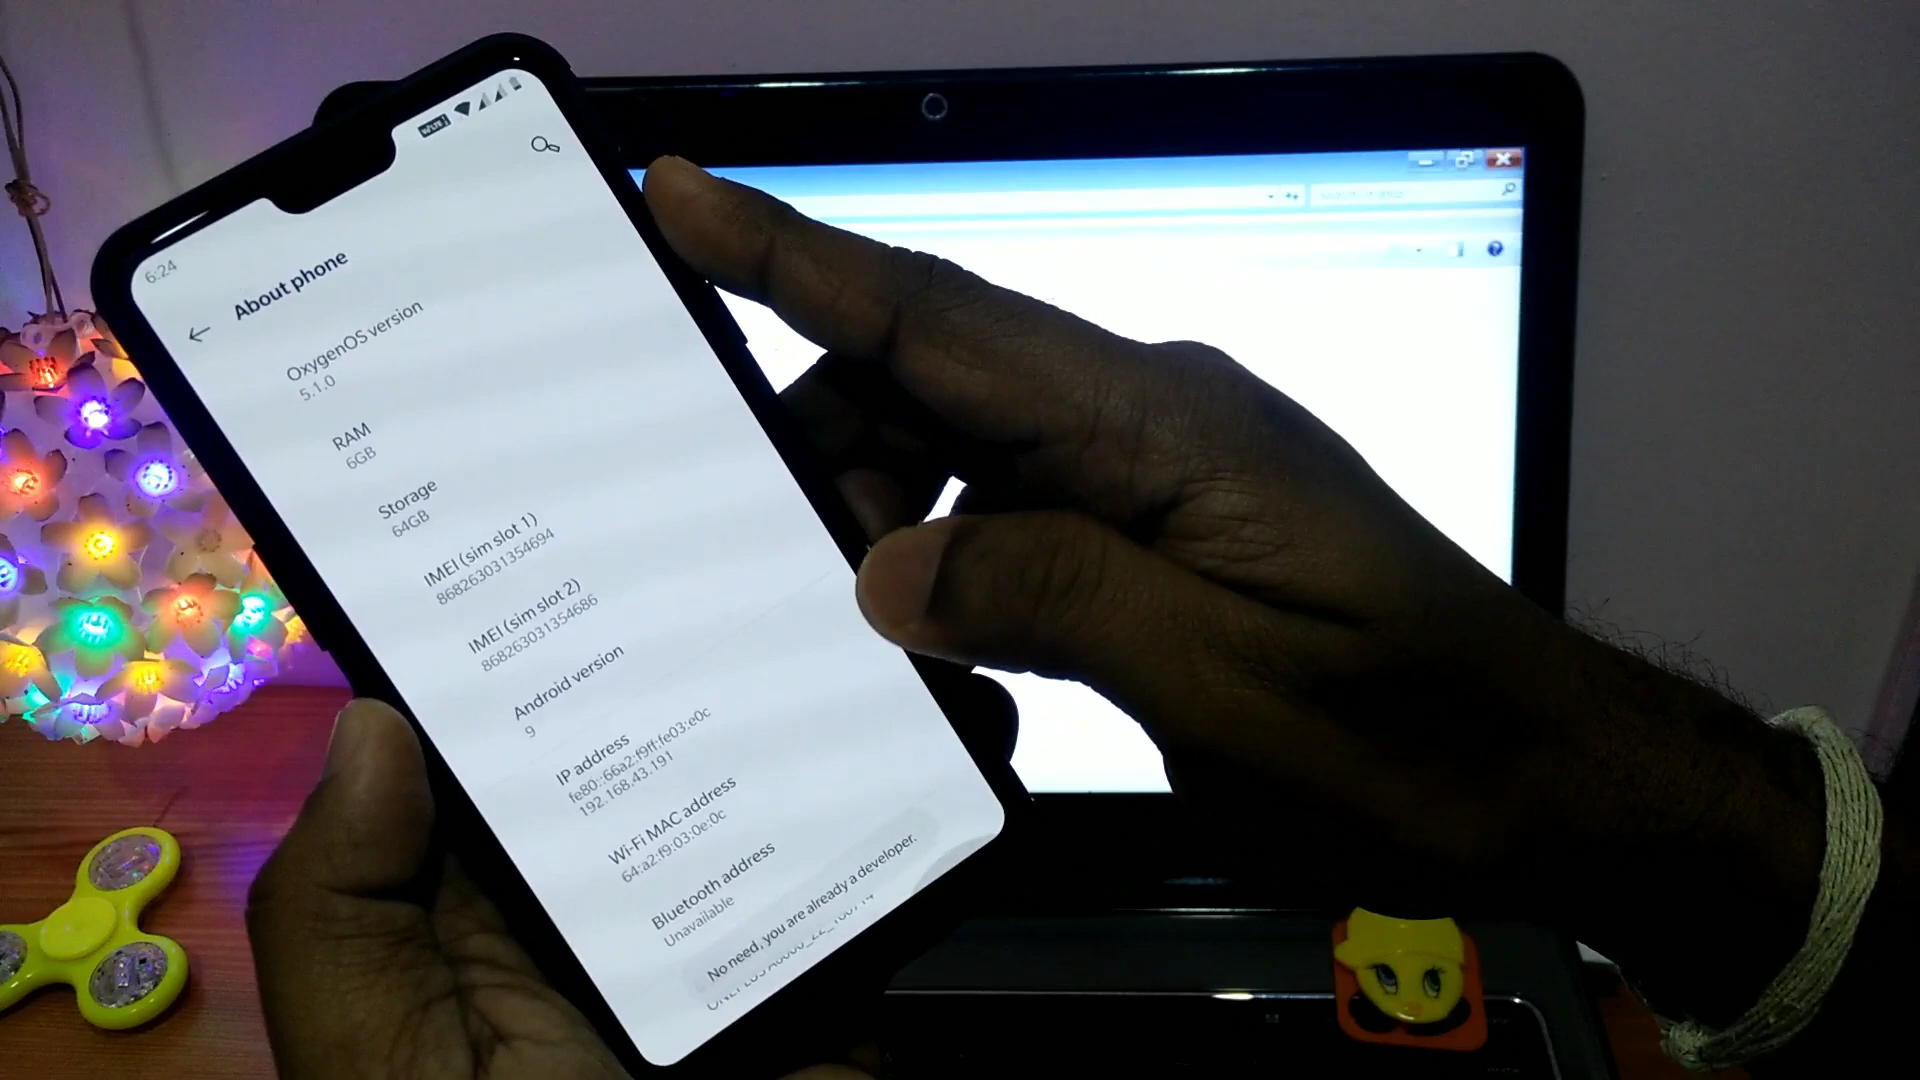 6:24
About phone
OxygenOS version
5.1.0
RAM
6GB
Storage
64GB
IMEI (sim slot 1)
868263031354694
IMEI (sim slot 2)
868263031354686
Android version
9
IP address
fe80::66a2:f9ff:fe03:e0c
192.168.43.191
Wi-Fi MAC address
64:a2:f9:03:0e:0c
Bluetooth address
Unavailable
No need, you are already a developer.